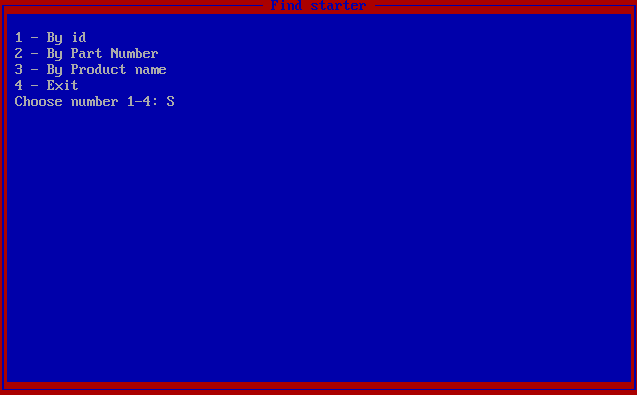 Find starter
1 - By id
2 - By Part Number
3 - By Product name
4 - Exit
Choose number 1-4: S